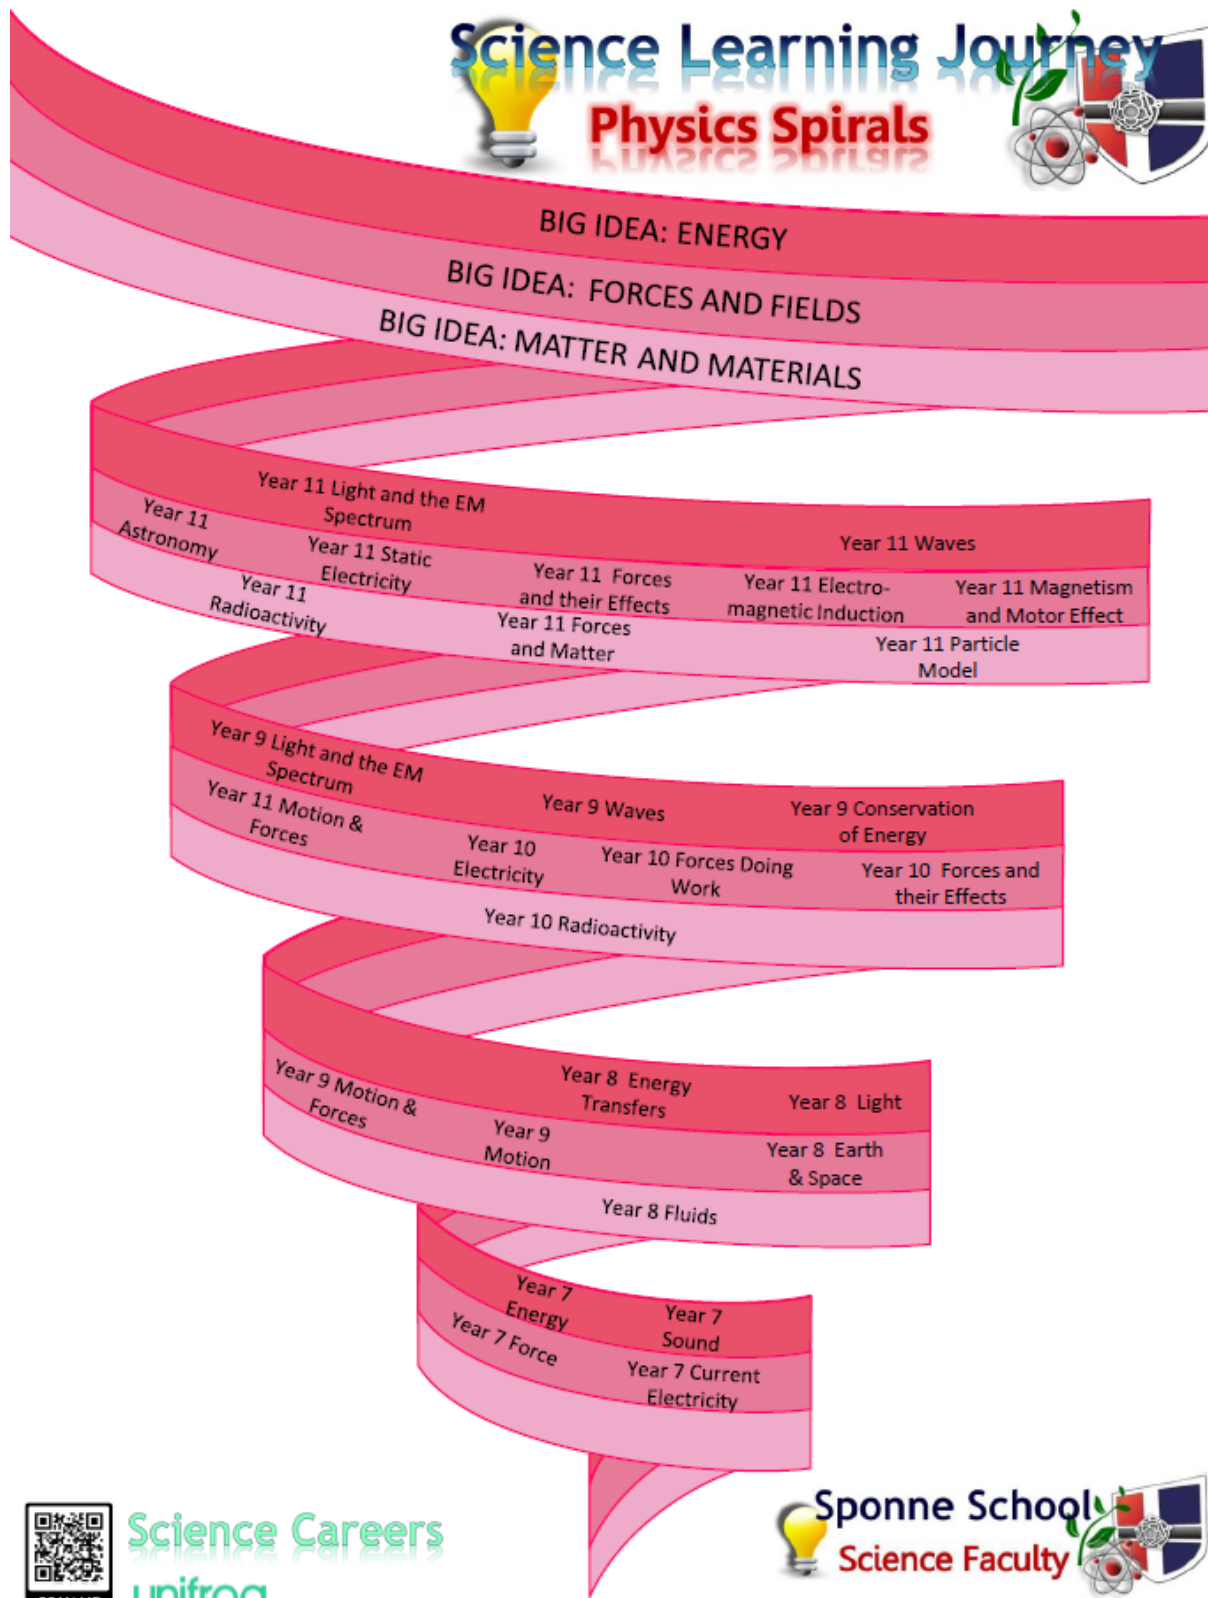 Science Learning Journey
Physics Spirals
BIG IDEA: ENERGY
BIG IDEA: FORCES AND FIELDS
BIG IDEA: MATTER AND MATERIALS
Year 11 Light and the EM
Spectrum
Year 11 Waves
Year 11
Astronomy
Year 11 Static
Electricity
Year 11 Forces
and their Effects
Year 11 Electro-
magnetic Induction
Year 11 Magnetism
and Motor Effect
Year 11
Radioactivity
Year 11 Forces
and Matter
Year 11 Particle
Model
Year 9 Light and the EM
Spectrum
Year 9 Waves
Year 9 Conservation
of Energy
Year 11 Motion &
Forces
Year 10
Electricity
Year 10 Forces Doing
Work
Year 10 Forces and
their Effects
Year 10 Radioactivity
Year 8 Energy
Transfers
Year 8 Light
Year 9 Motion &
Forces
Year 9
Motion
Year 8 Earth
& Space
Year 8 Fluids
Year 7
Energy
Year 7
Sound
Year 7 Force
Year 7 Current
Electricity
Science Careers
unifrog
Sponne School
Science Faculty